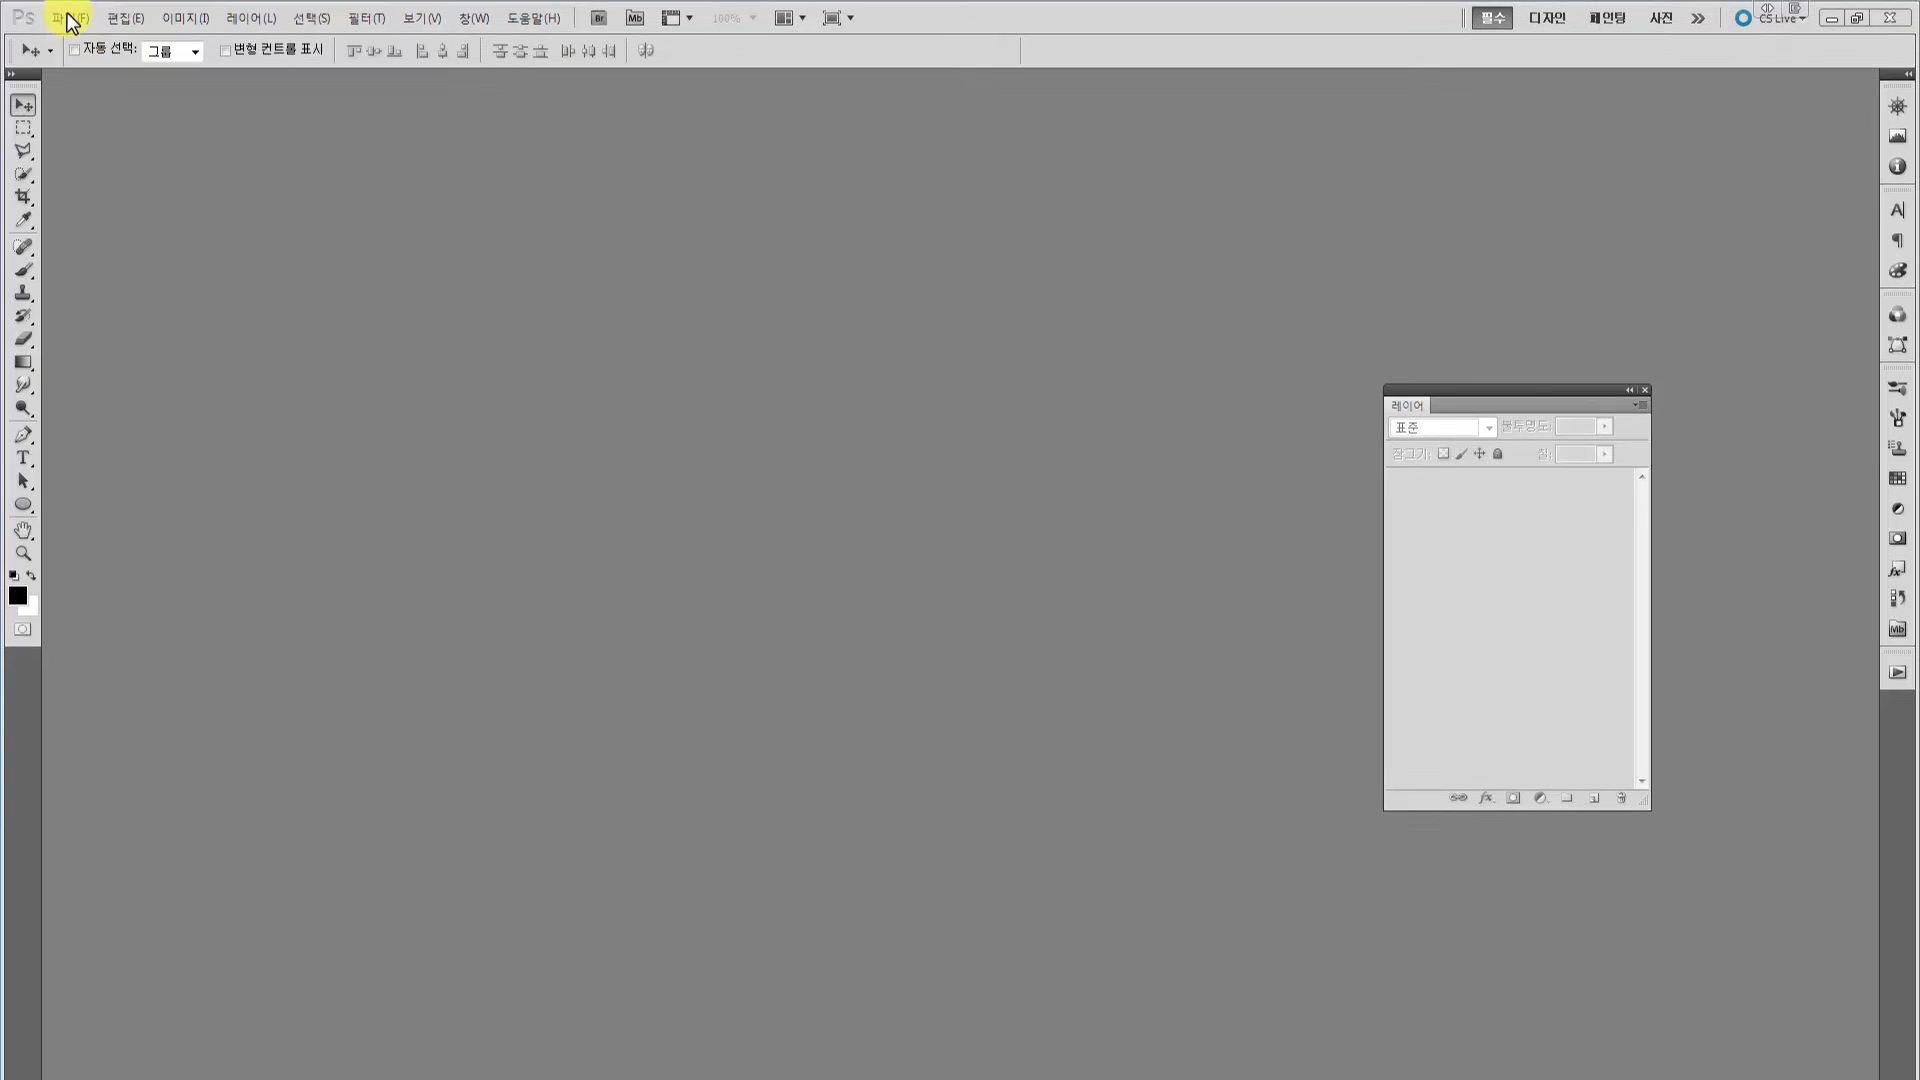 Ps 파일(F) 편집(E) 이미지(I) 레이어(L) 선택(S) 필터(T) 보기(V) 창(W) 도움말(H) Br Mb 100% 필수 디자인 페인팅 사진 CS Live
자동 선택: 그룹 변형 컨트롤 표시
레이어
표준 불투명도:
잠그기: 칠:
fx.
A
T
fx
Mb